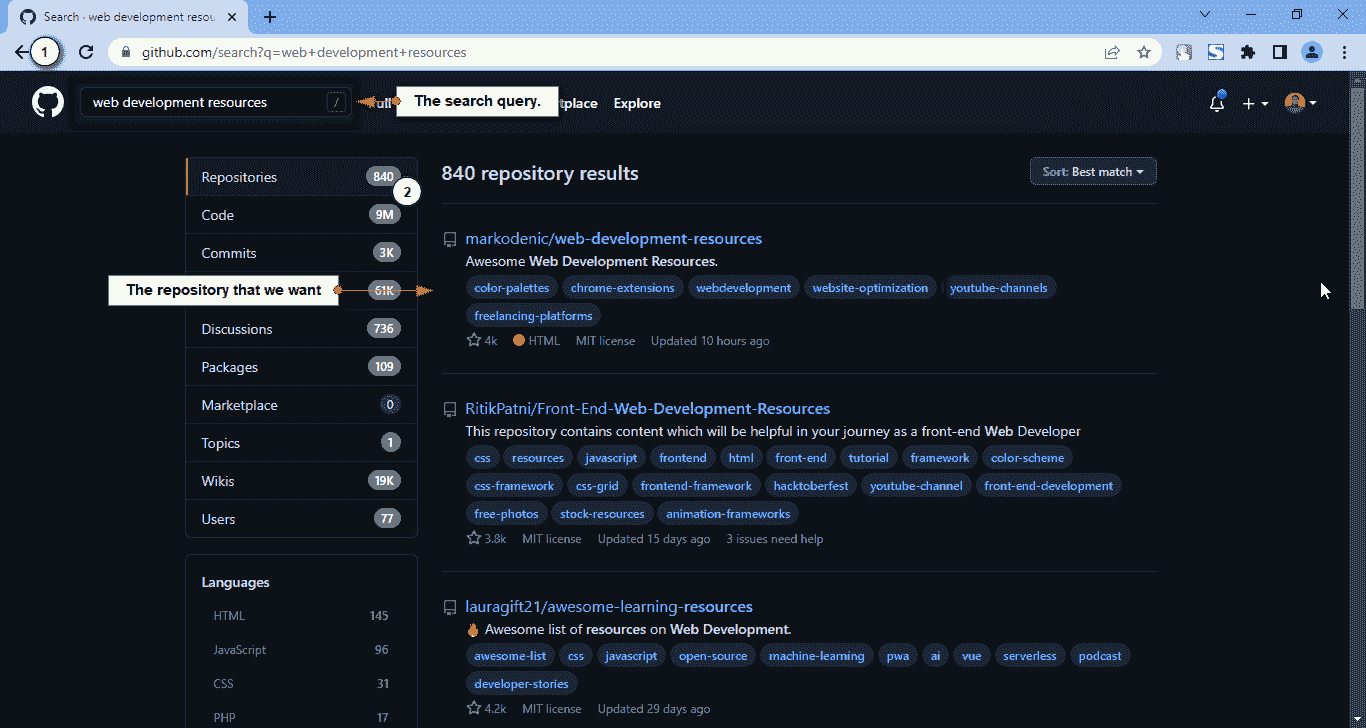 Search · web development resou
1
github.com/search?q=web+development+resources
web development resources
/
The search query.
Explore
Repositories 840
2
Code 9M
Commits 3K
The repository that we want
61K
Discussions 736
Packages 109
Marketplace 0
Topics 1
Wikis 19K
Users 77
Languages
HTML 145
JavaScript 96
CSS 31
PHP 17
840 repository results
Sort: Best match
markodenic/web-development-resources
Awesome Web Development Resources.
color-palettes chrome-extensions webdevelopment website-optimization youtube-channels
freelancing-platforms
4k HTML MIT license Updated 10 hours ago
RitikPatni/Front-End-Web-Development-Resources
This repository contains content which will be helpful in your journey as a front-end Web Developer
css resources javascript frontend html front-end tutorial framework color-scheme
css-framework css-grid frontend-framework hacktoberfest youtube-channel front-end-development
free-photos stock-resources animation-frameworks
3.8k MIT license Updated 15 days ago 3 issues need help
lauragift21/awesome-learning-resources
Awesome list of resources on Web Development.
awesome-list css javascript open-source machine-learning pwa ai vue serverless podcast
developer-stories
4.2k MIT license Updated 29 days ago